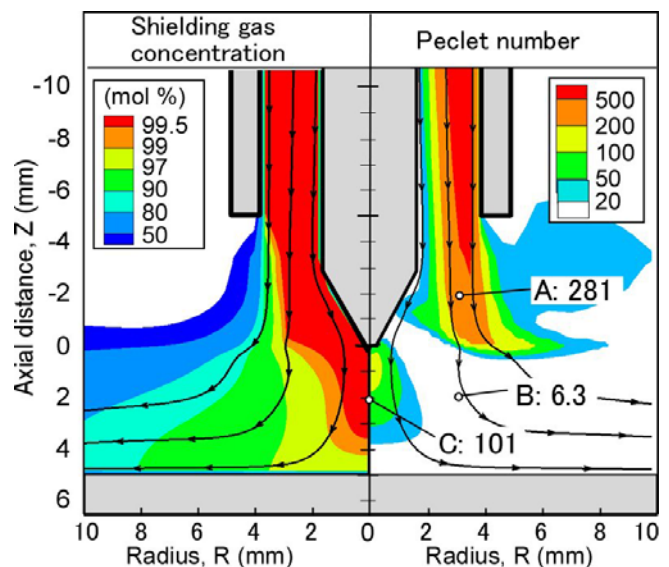 Shielding gas
concentration
Peclet number
(mol %)
99.5
99
97
90
80
50
500
200
100
50
20
-10
-8
-6
-4
-2
0
2
4
6
Axial distance, Z (mm)
A: 281
B: 6.3
C: 101
10 8 6 4 2 0 2 4 6 8 10
Radius, R (mm) Radius, R (mm)